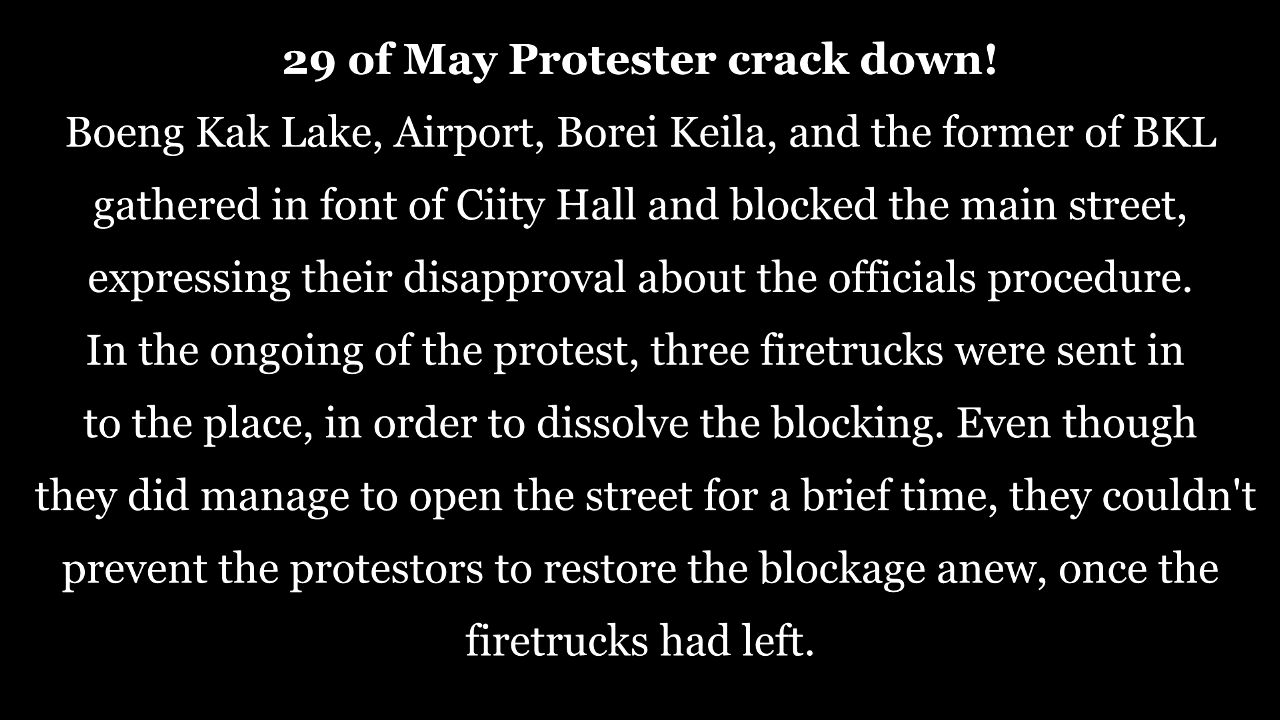 29 of May Protester crack down!
Boeng Kak Lake, Airport, Borei Keila, and the former of BKL
gathered in font of Ciity Hall and blocked the main street,
expressing their disapproval about the officials procedure.
In the ongoing of the protest, three firetrucks were sent in
to the place, in order to dissolve the blocking. Even though
they did manage to open the street for a brief time, they couldn't
prevent the protestors to restore the blockage anew, once the
firetrucks had left.